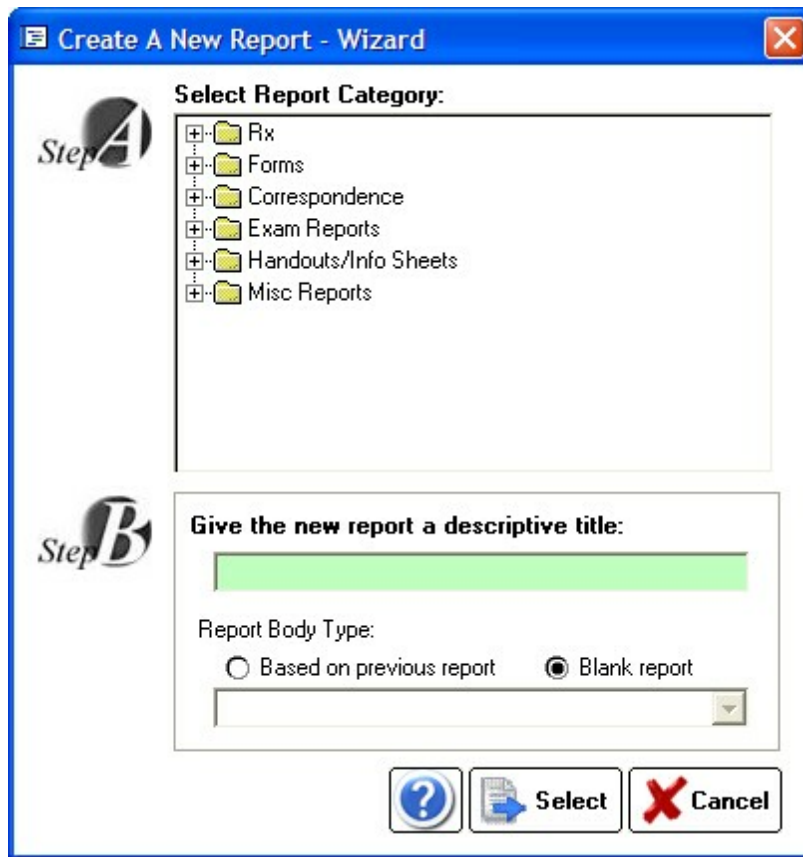 Create A New Report - Wizard
Step A
Select Report Category:
Rx
Forms
Correspondence
Exam Reports
Handouts/Info Sheets
Misc Reports
Step B
Give the new report a descriptive title:
Report Body Type:
Based on previous report Blank report
? Select Cancel